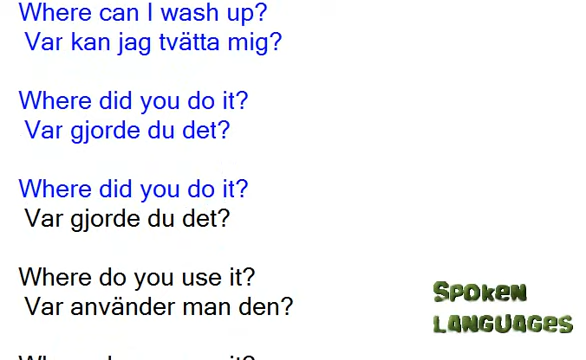 Where can I wash up?
Var kan jag tvätta mig?
Where did you do it?
Var gjorde du det?
Where did you do it?
Var gjorde du det?
Where do you use it?
Var använder man den?
Spoken
Languages